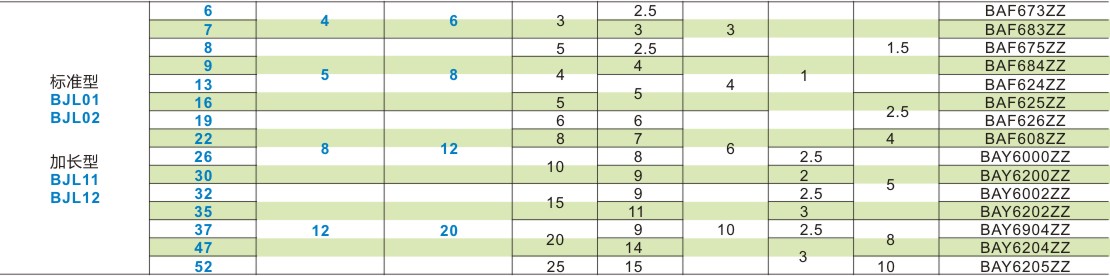 6 2.5 BAF673ZZ
4 6 3
7 3 3 BAF683ZZ
8 5 2.5 1.5 BAF675ZZ
9 4 BAF684ZZ
5 8 4 1
标准型 13 4 BAF624ZZ
5
BJL01 16 5 BAF625ZZ
2.5
BJL02 19 6 6 BAF626ZZ
22 8 7 4 BAF608ZZ
8 12 6
加长型 26 8 2.5 BAY6000ZZ
10
BJL11 30 9 2 BAY6200ZZ
5
BJL12 32 9 2.5 BAY6002ZZ
15
35 11 3 BAY6202ZZ
37 12 20 9 10 2.5 BAY6904ZZ
20 8
47 14 BAY6204ZZ
3
52 25 15 10 BAY6205ZZ